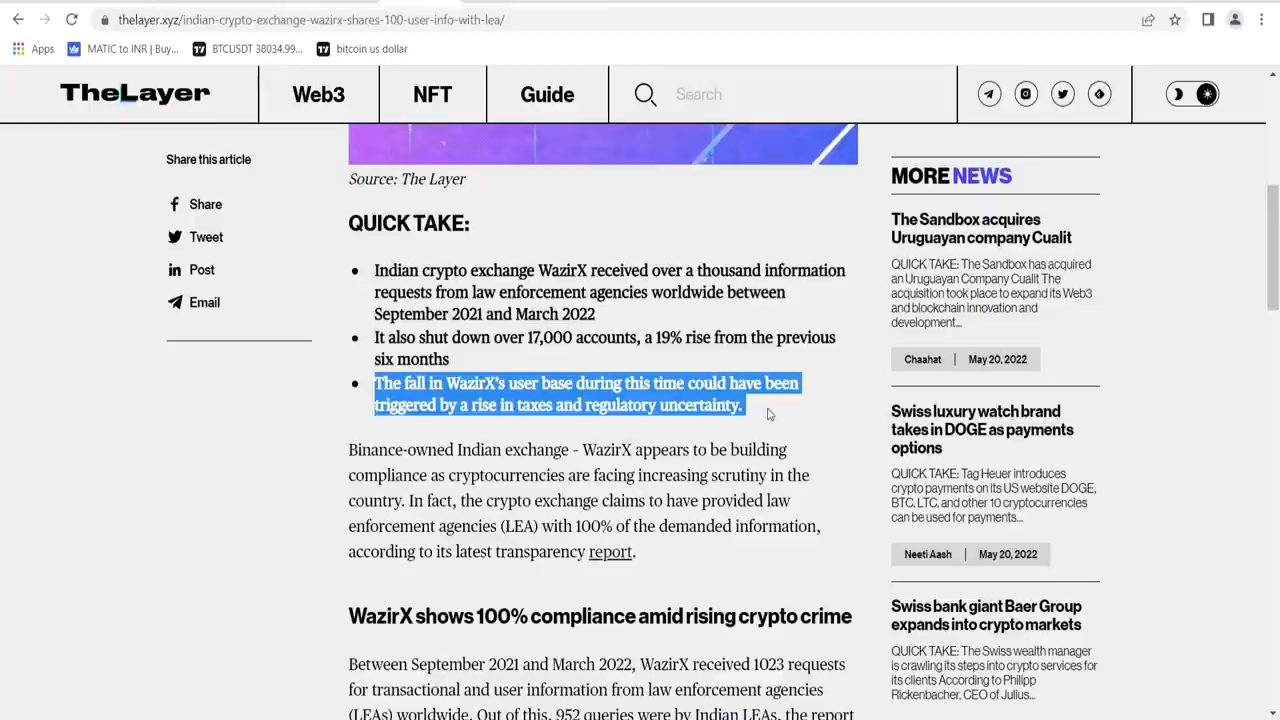 thelayer.xyz/indian-crypto-exchange-wazirx-shares-100-user-info-with-lea/
Apps
MATIC to INR | Buy...
BTCUSDT 38034.99...
bitcoin us dollar
TheLayer
Web3
NFT
Guide
Search
Share this article
Share
Tweet
Post
Email
Source: The Layer
QUICK TAKE:
• Indian crypto exchange WazirX received over a thousand information
requests from law enforcement agencies worldwide between
September 2021 and March 2022
• It also shut down over 17,000 accounts, a 19% rise from the previous
six months
• The fall in WazirX’s user base during this time could have been
triggered by a rise in taxes and regulatory uncertainty.
Binance-owned Indian exchange - WazirX appears to be building
compliance as cryptocurrencies are facing increasing scrutiny in the
country. In fact, the crypto exchange claims to have provided law
enforcement agencies (LEA) with 100% of the demanded information,
according to its latest transparency report.
WazirX shows 100% compliance amid rising crypto crime
Between September 2021 and March 2022, WazirX received 1023 requests
for transactional and user information from law enforcement agencies
(LEAs) worldwide. Out of this, 952 queries were by Indian LEAs, the report
MORE NEWS
The Sandbox acquires
Uruguayan company Cualit
QUICK TAKE: The Sandbox has acquired
an Uruguayan Company Cualit The
acquisition took place to expand its Web3
and blockchain innovation and
development...
Chaahat | May 20, 2022
Swiss luxury watch brand
takes in DOGE as payments
options
QUICK TAKE: Tag Heuer introduces
crypto payments on its US website DOGE,
BTC, LTC, and other 10 cryptocurrencies
can be used for payments...
Neeti Aash | May 20, 2022
Swiss bank giant Baer Group
expands into crypto markets
QUICK TAKE: The Swiss wealth manager
is crawling its steps into crypto services for
its clients According to Philipp
Rickenbacher, CEO of Julius...